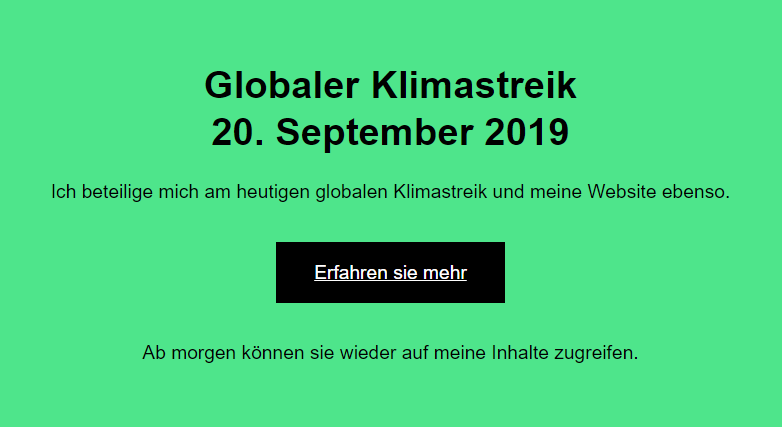 Globaler Klimastreik
20. September 2019
Ich beteilige mich am heutigen globalen Klimastreik und meine Website ebenso.
Erfahren sie mehr
Ab morgen können sie wieder auf meine Inhalte zugreifen.